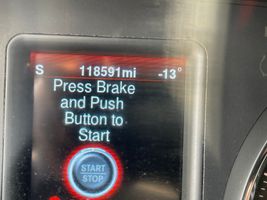 S 118591mi -13°
Press Brake
and Push
Button to
Start
START
STOP